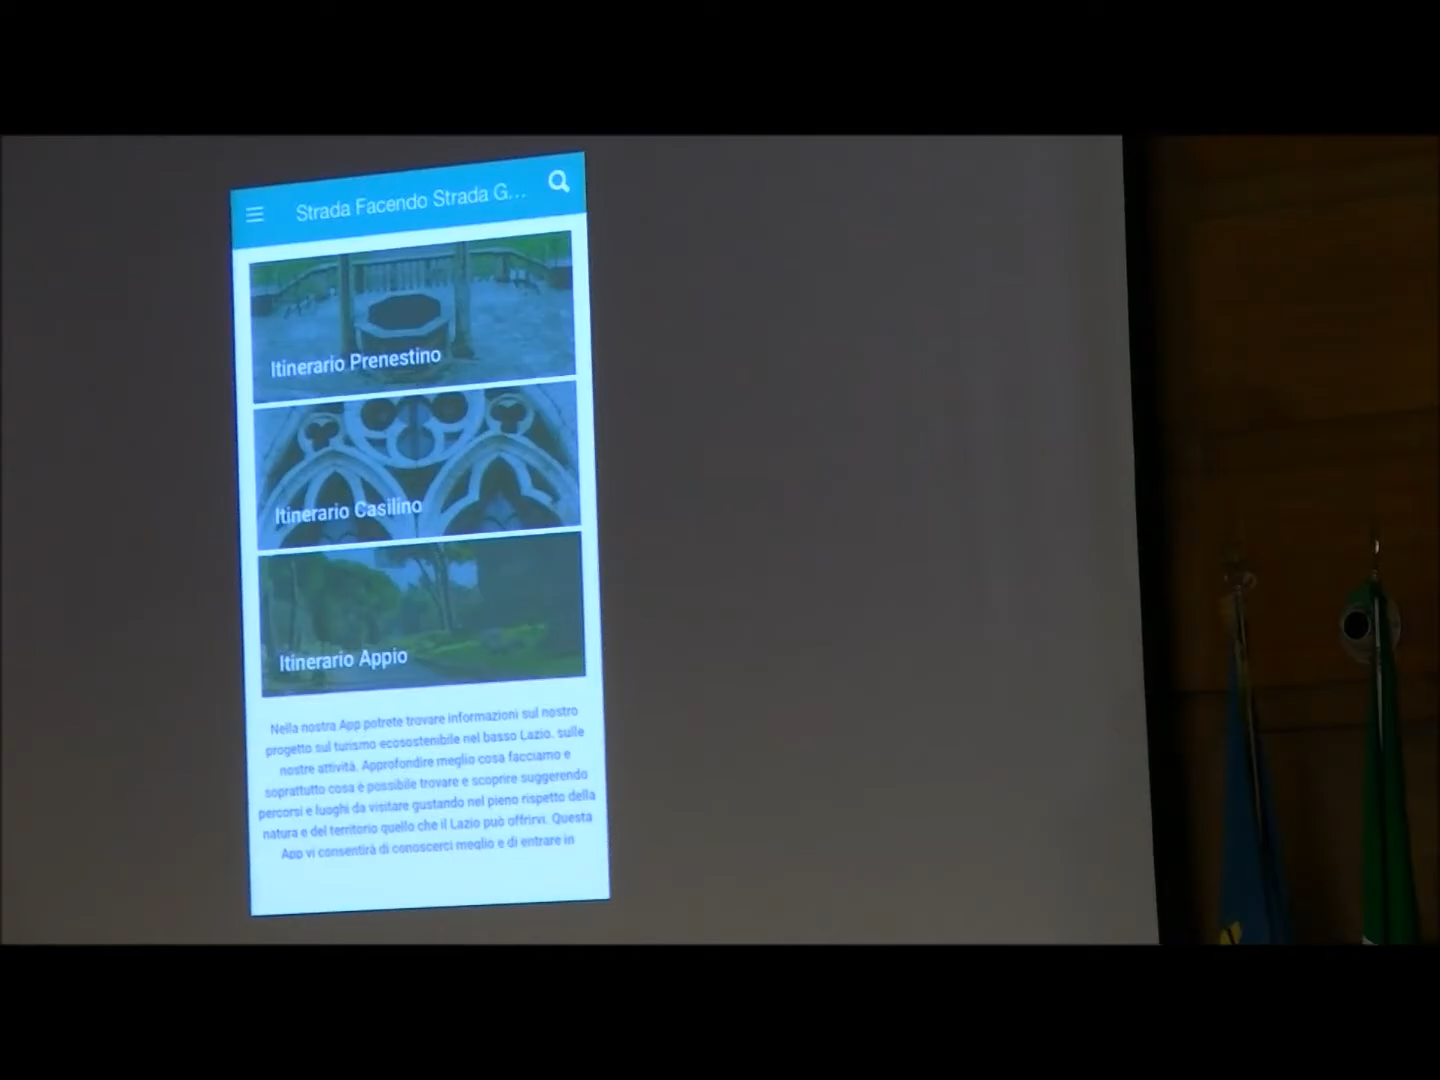 Strada Facendo Strada G...
Itinerario Prenestino
Itinerario Casilino
Itinerario Appio
Nella nostra App potrete trovare informazioni sul nostro
progetto sul turismo ecosostenibile nel basso Lazio, sulle
nostre attività. Approfondire meglio cosa facciamo e
soprattutto cosa è possibile trovare e scoprire suggerendo
percorsi e luoghi da visitare gustando nel pieno rispetto della
natura e del territorio quello che il Lazio può offrirvi. Questa
App vi consentirà di conoscerci meglio e di entrare in